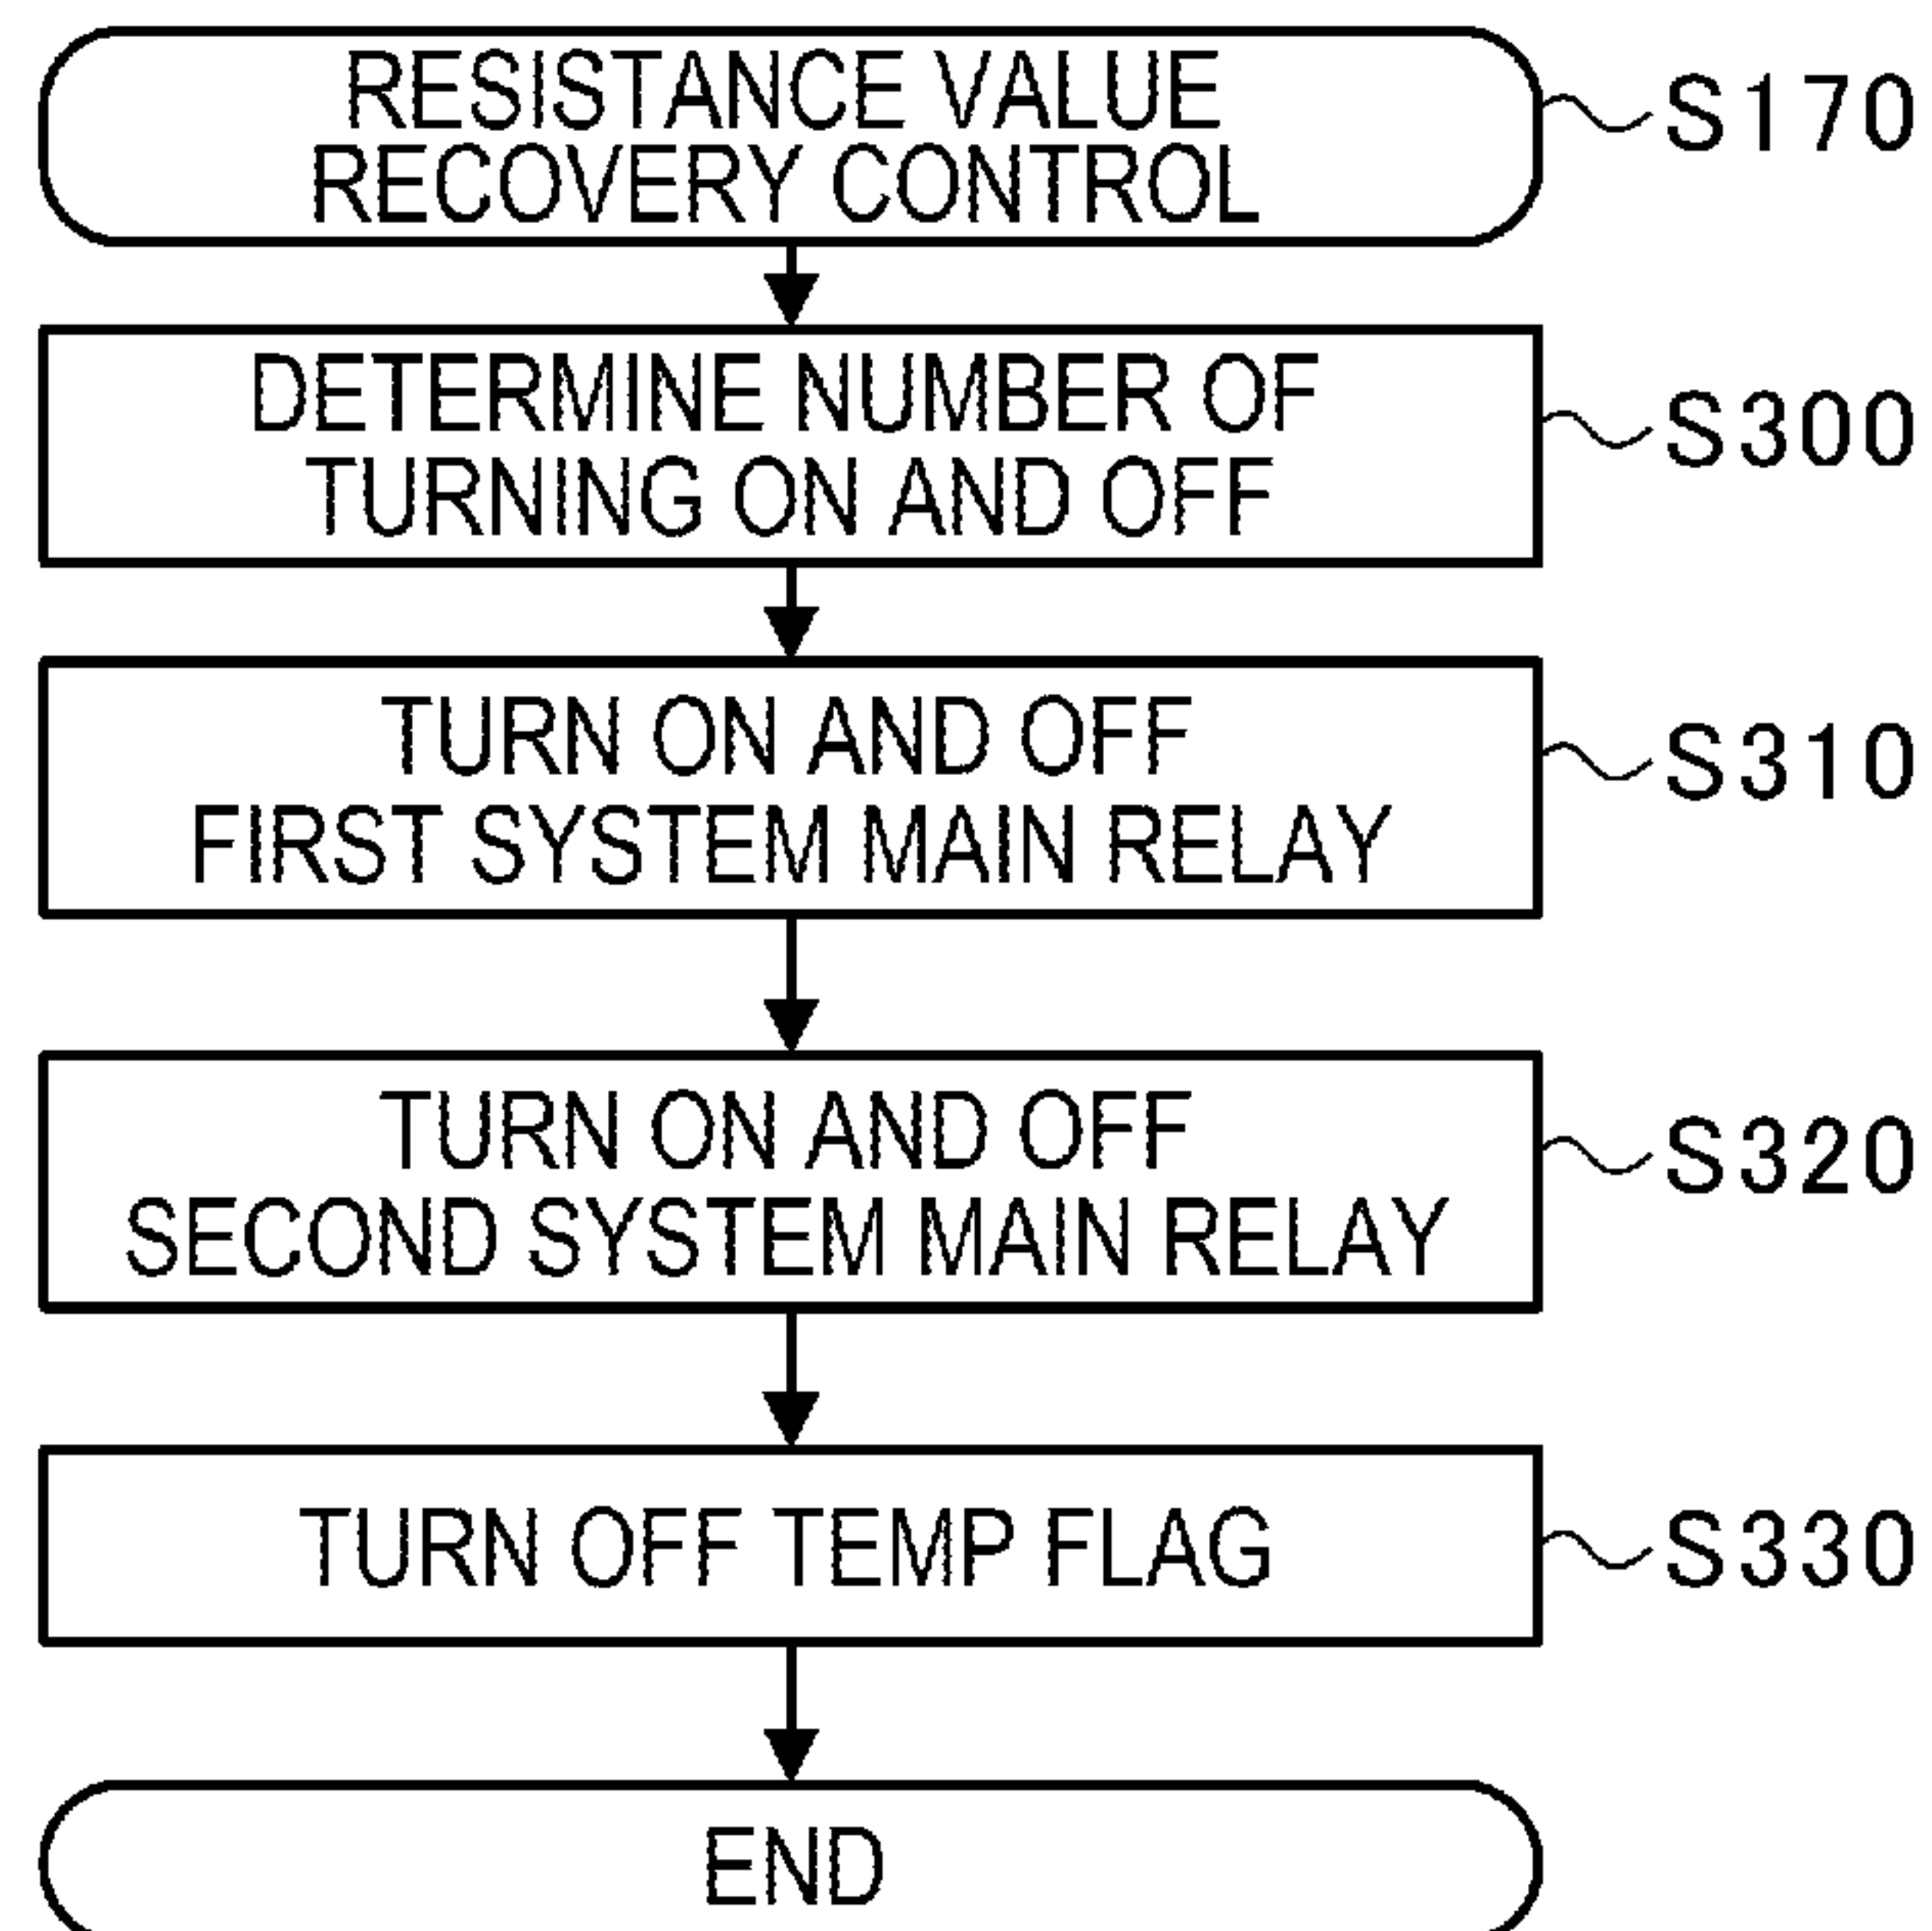 RESISTANCE VALUE
RECOVERY CONTROL
S170
DETERMINE NUMBER OF
TURNING ON AND OFF
S300
TURN ON AND OFF
FIRST SYSTEM MAIN RELAY
S310
TURN ON AND OFF
SECOND SYSTEM MAIN RELAY
S320
TURN OFF TEMP FLAG
S330
END